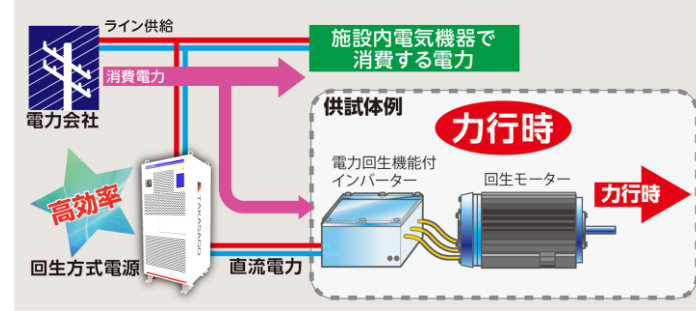 ライン供給
施設内電気機器で
消費する電力
消費電力
電力会社
供試体例
力行時
電力回生機能付
インバーター
回生モーター
力行時
高効率
TAKASAGO
回生方式電源
直流電力